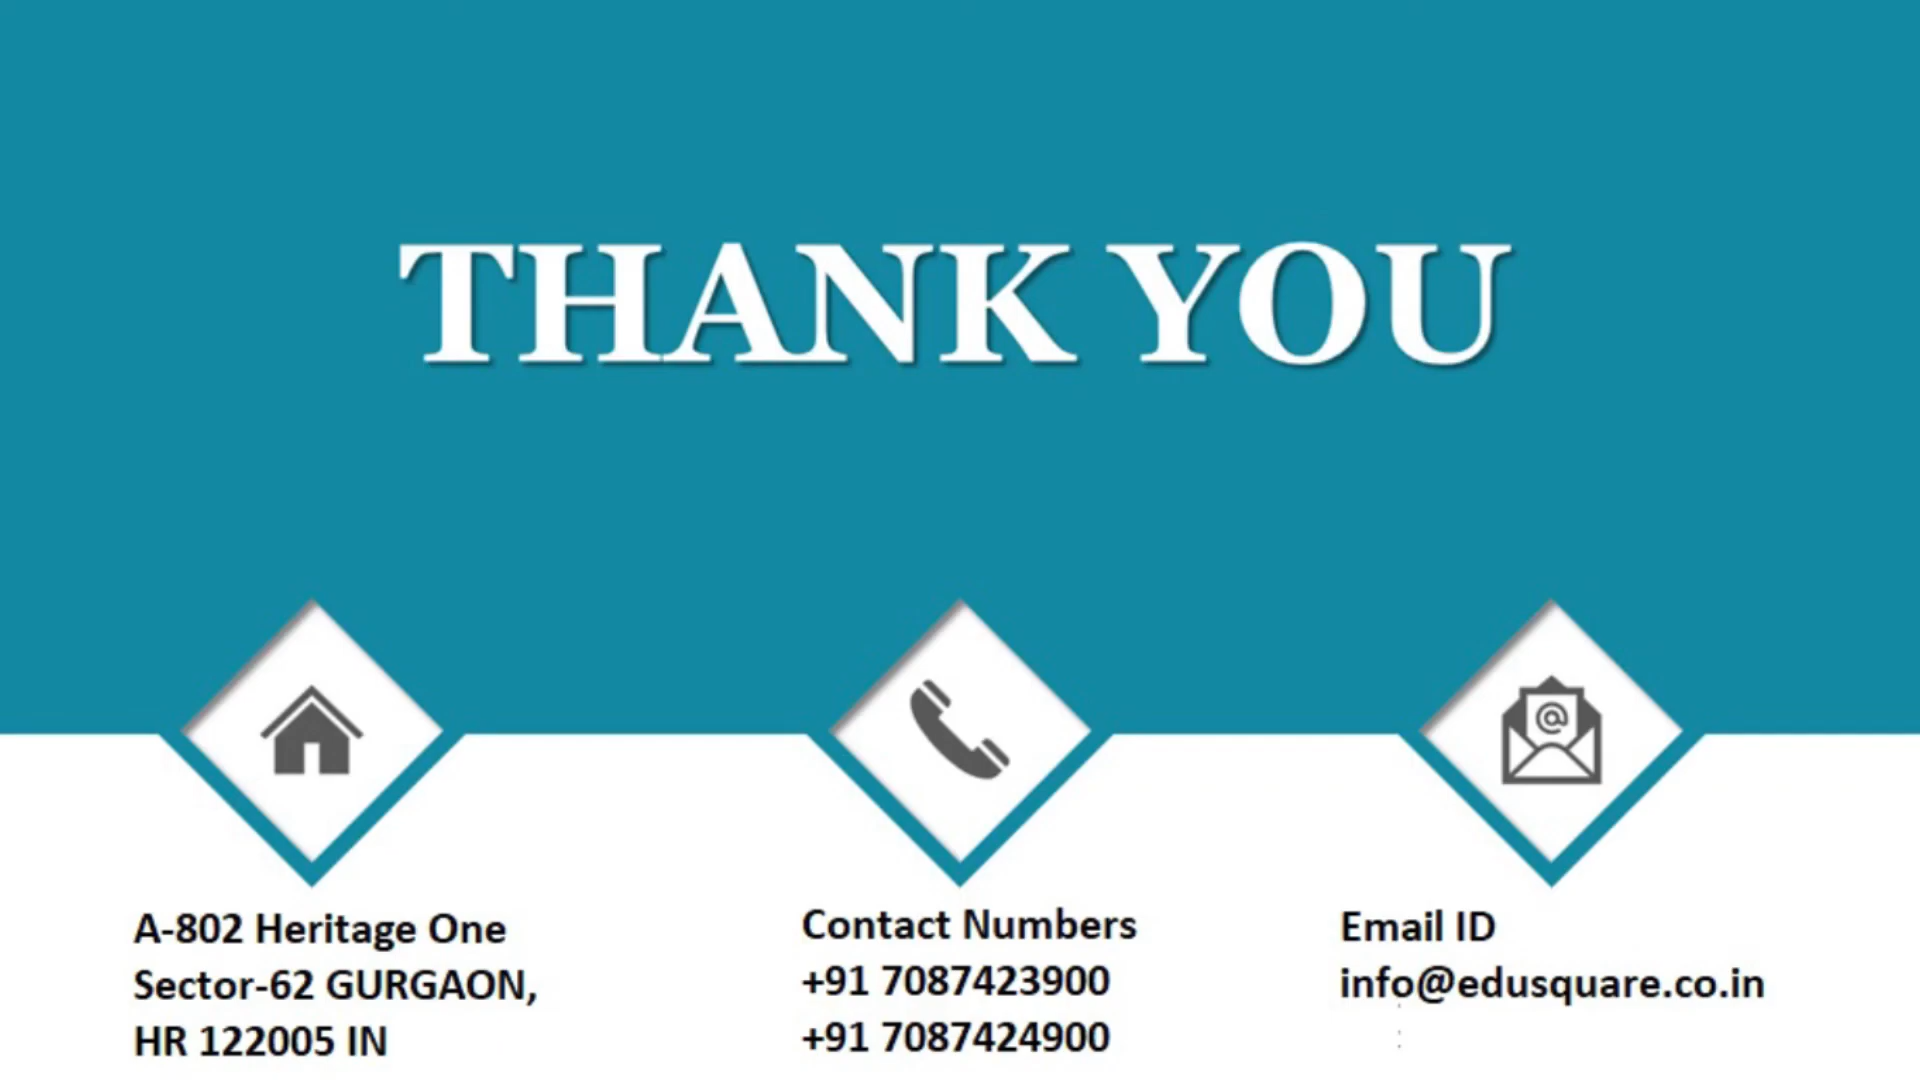 THANK YOU
A-802 Heritage One
Sector-62 GURGAON,
HR 122005 IN
Contact Numbers
+91 7087423900
+91 7087424900
Email ID
info@edusquare.co.in